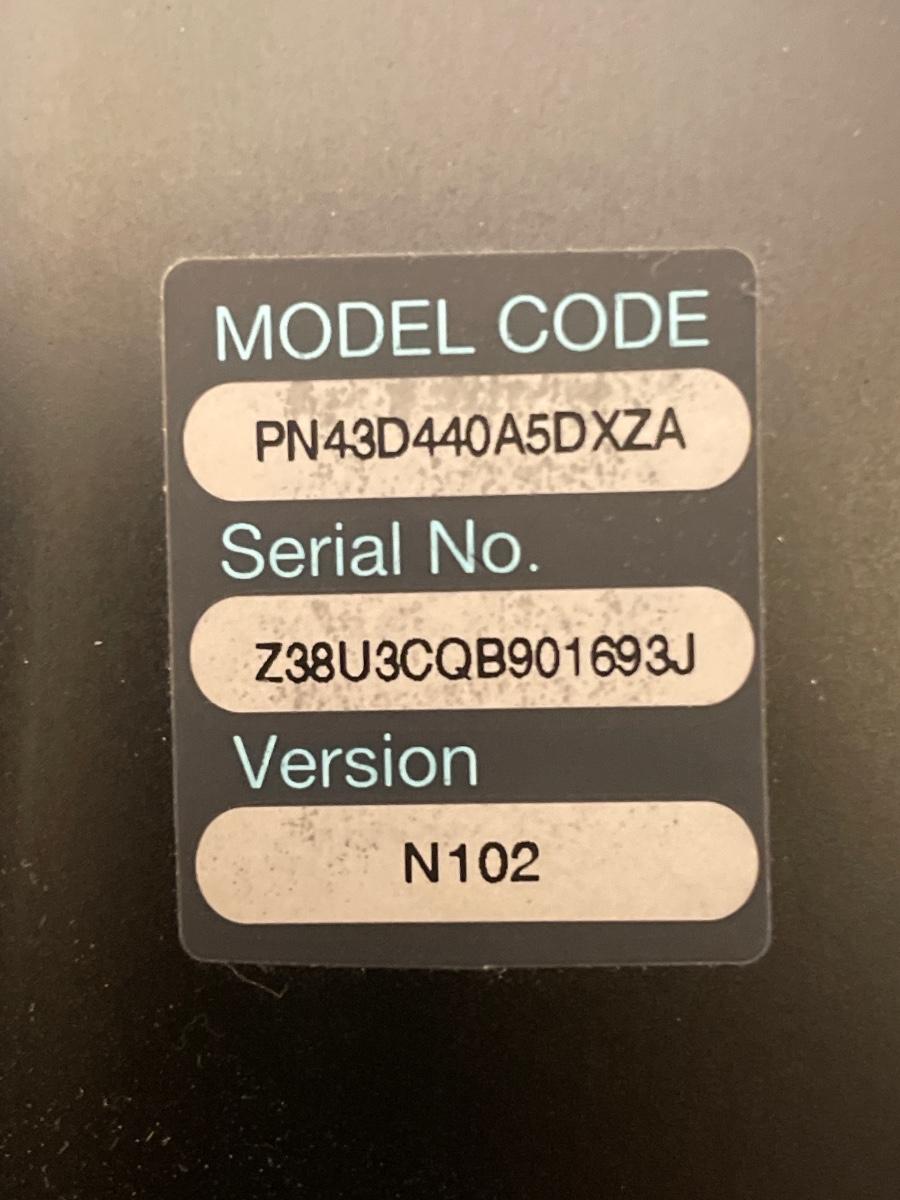 MODEL CODE
PN43D440A5DXZA
Serial No.
Z38U3CQB901693J
Version
N102